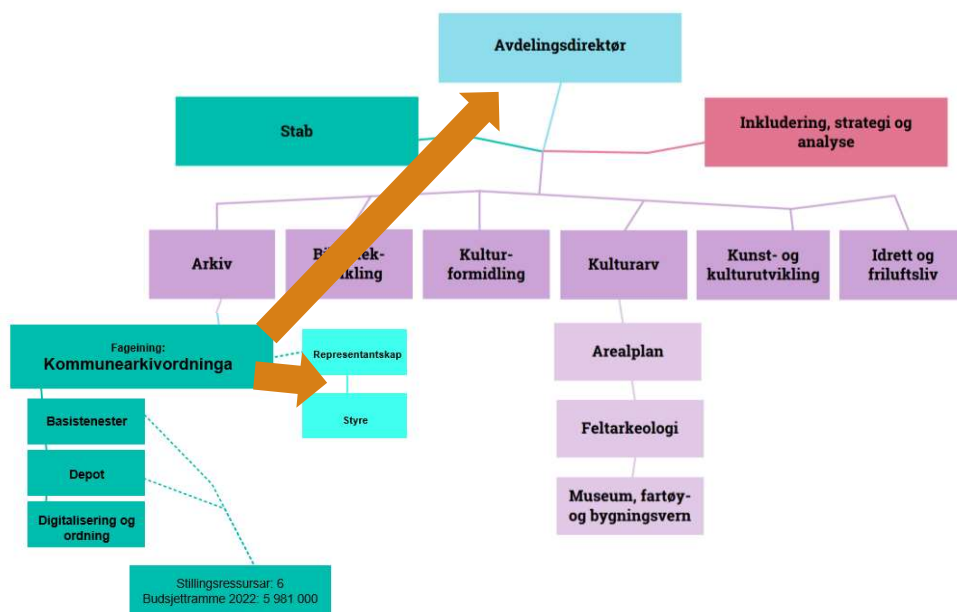 Avdelingsdirektør
Stab
Inkludering, strategi og
analyse
Arkiv
Kultur-
formidling
Kulturarv
Kunst- og
kulturutvikling
Idrett og
friluftsliv
Fageining:
Kommunearkivordninga
Representantskap
Styre
Arealplan
Feltarkeologi
Museum, fartøy-
og bygningsvern
Basistenester
Depot
Digitalisering og
ordning
Stillingsressursar: 6
Budsjettramme 2022: 5 981 000